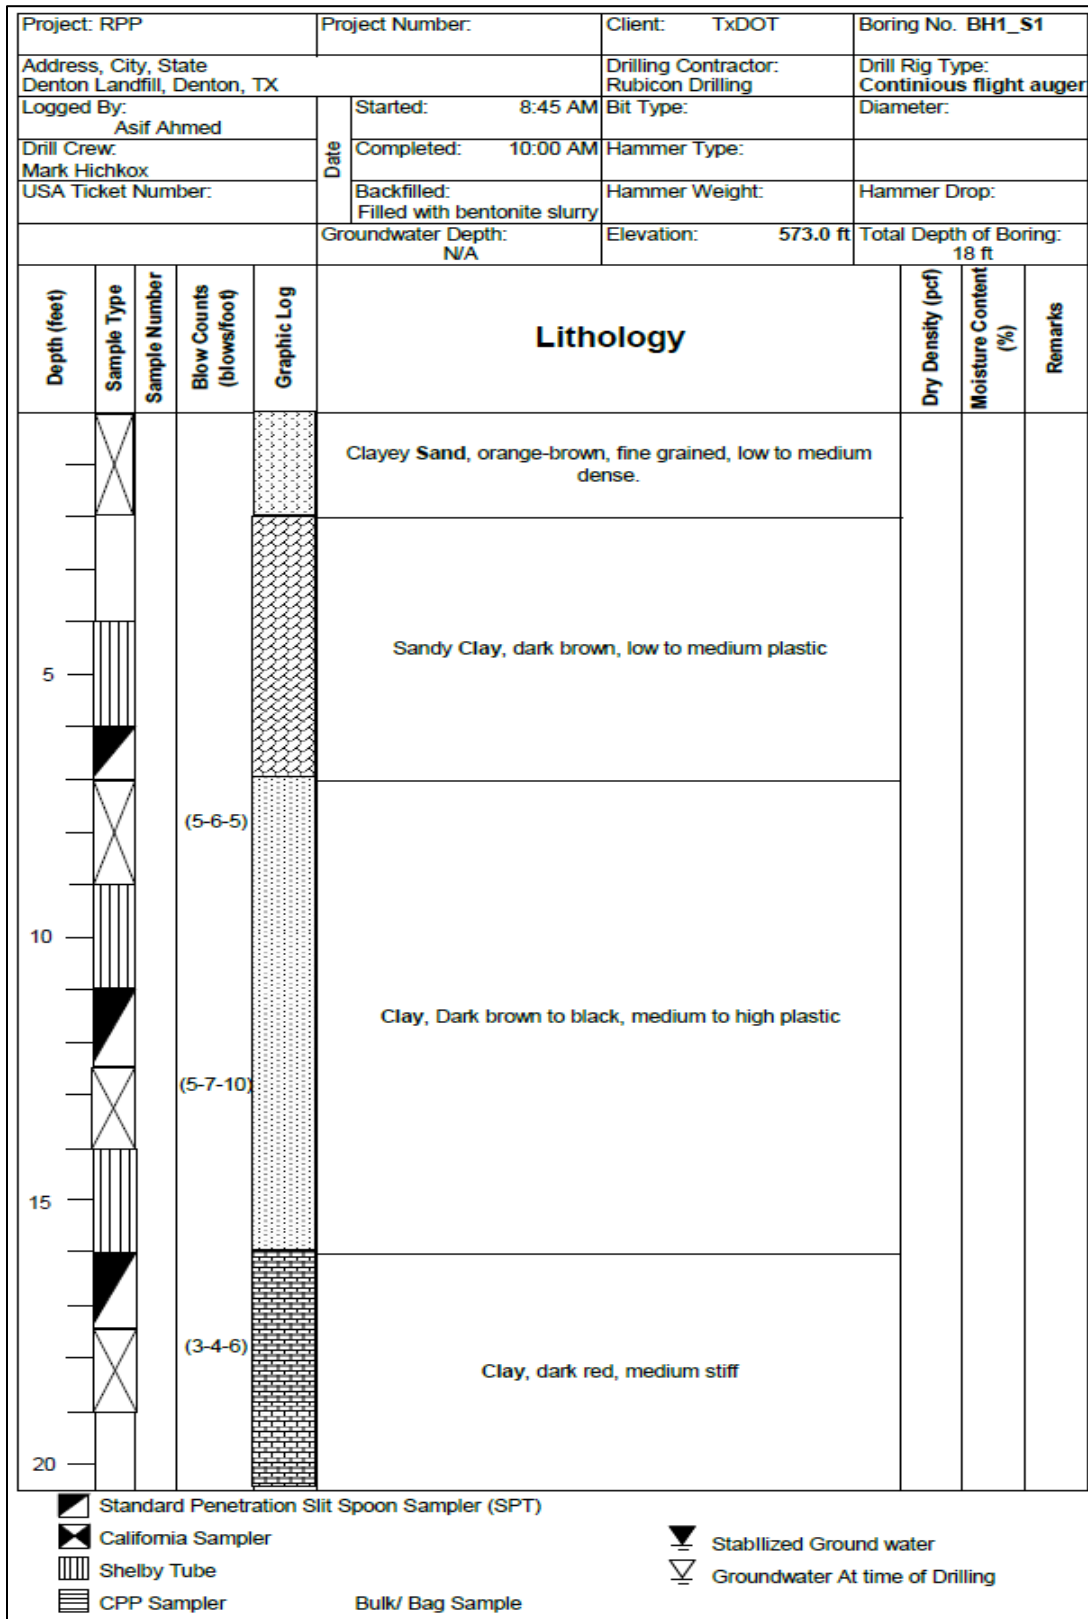 Project: RPP
Project Number:
Client: TxDOT
Boring No. BH1_S1
Address, City, State
Denton Landfill, Denton, TX
Drilling Contractor:
Rubicon Drilling
Drill Rig Type:
Continious flight auger
Logged By:
Asif Ahmed
Date
Started: 8:45 AM
Bit Type:
Diameter:
Drill Crew:
Mark Hichkox
Completed: 10:00 AM
Hammer Type:
USA Ticket Number:
Backfilled:
Filled with bentonite slurry
Hammer Weight:
Hammer Drop:
Groundwater Depth:
N/A
Elevation: 573.0 ft
Total Depth of Boring:
18 ft
Depth (feet)
Sample Type
Sample Number
Blow Counts
(blows/foot)
Graphic Log
Lithology
Dry Density (pcf)
Moisture Content
(%)
Remarks
Clayey Sand, orange-brown, fine grained, low to medium
dense.
Sandy Clay, dark brown, low to medium plastic
5
(5-6-5)
10
Clay, Dark brown to black, medium to high plastic
(5-7-10)
15
(3-4-6)
Clay, dark red, medium stiff
20
Standard Penetration Slit Spoon Sampler (SPT)
California Sampler
Shelby Tube
CPP Sampler
Bulk/ Bag Sample
Stabllized Ground water
Groundwater At time of Drilling